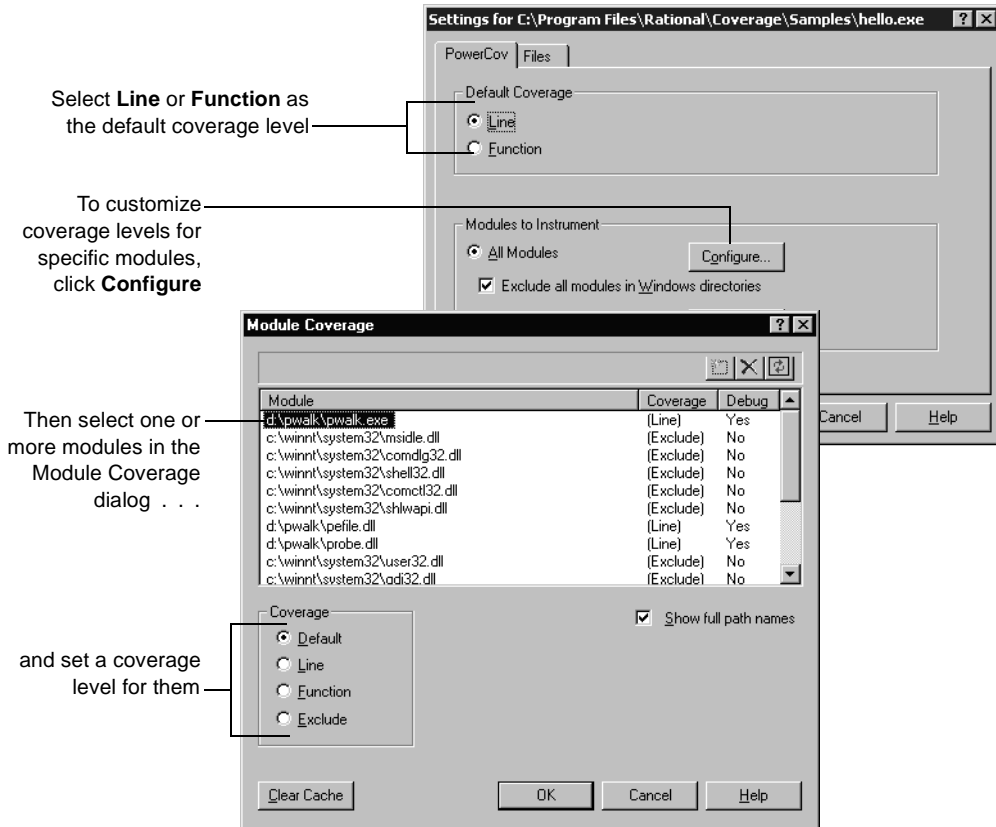 Settings for C:\Program Files\Rational\Coverage\Samples\hello.exe
PowerCov
Files
Default Coverage
Line
Function
Select Line or Function as
the default coverage level
To customize
coverage levels for
specific modules,
click Configure
Modules to Instrument
All Modules
Configure...
Exclude all modules in Windows directories
Cancel
Help
Module Coverage
Module Coverage Debug
d:\pwalk\pwalk.exe (Line) Yes
c:\winnt\system32\msidle.dll (Exclude) No
c:\winnt\system32\comdlg32.dll (Exclude) No
c:\winnt\system32\shell32.dll (Exclude) No
c:\winnt\system32\comctl32.dll (Exclude) No
c:\winnt\system32\shlwapi.dll (Exclude) No
d:\pwalk\pefile.dll (Line) Yes
d:\pwalk\probe.dll (Line) Yes
c:\winnt\system32\user32.dll (Exclude) No
c:\winnt\system32\gdi32.dll (Exclude) No
Then select one or
more modules in the
Module Coverage
dialog . . .
Coverage
Default
Line
Function
Exclude
Show full path names
and set a coverage
level for them
Clear Cache
OK
Cancel
Help